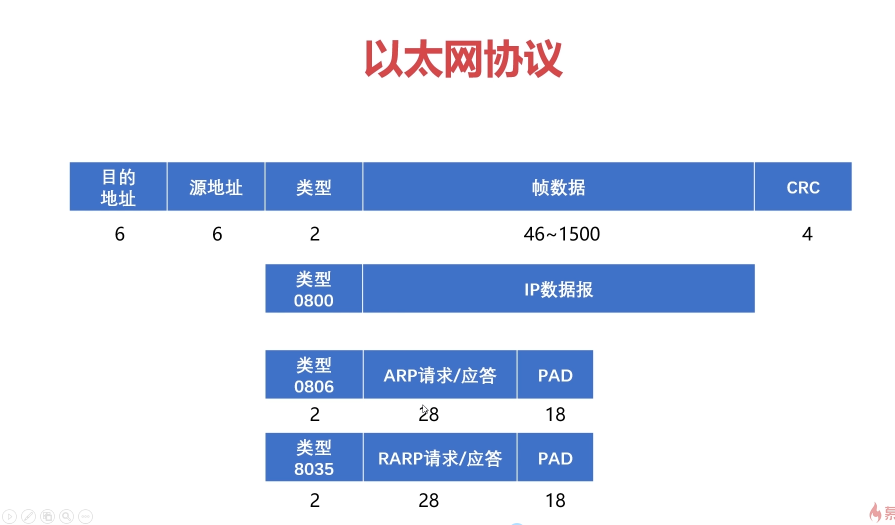 以太网协议
目的
地址
源地址
类型
帧数据
CRC
6
6
2
46~1500
4
类型
0800
IP数据报
类型
0806
ARP请求/应答
PAD
2
28
18
类型
8035
RARP请求/应答
PAD
2
28
18